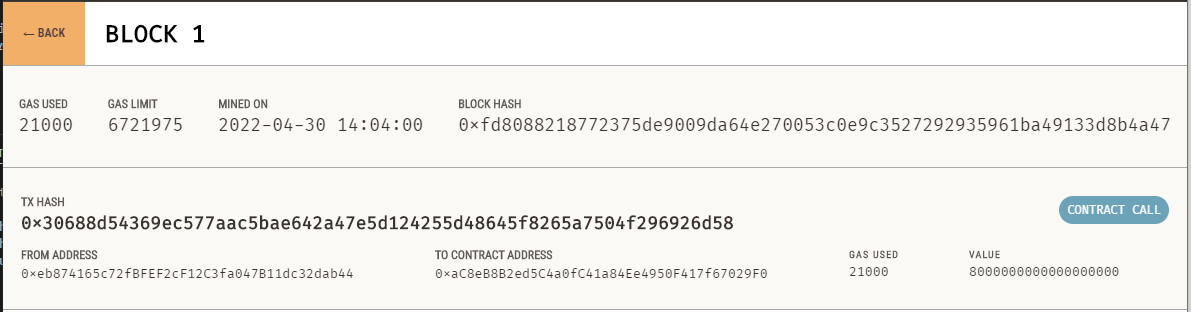 ← BACK
BLOCK 1
GAS USED GAS LIMIT MINED ON BLOCK HASH
21000 6721975 2022-04-30 14:04:00 0×fd8088218772375de9009da64e270053c0e9c3527292935961ba49133d8b4a47
TX HASH
0×30688d54369ec577aac5bae642a47e5d124255d48645f8265a7504f296926d58
CONTRACT CALL
FROM ADDRESS TO CONTRACT ADDRESS GAS USED VALUE
0×eb874165c72fBFEF2cF12C3fa047B11dc32dab44 0×aC8eB8B2ed5C4a0fC41a84Ee4950F417f67029F0 21000 8000000000000000000